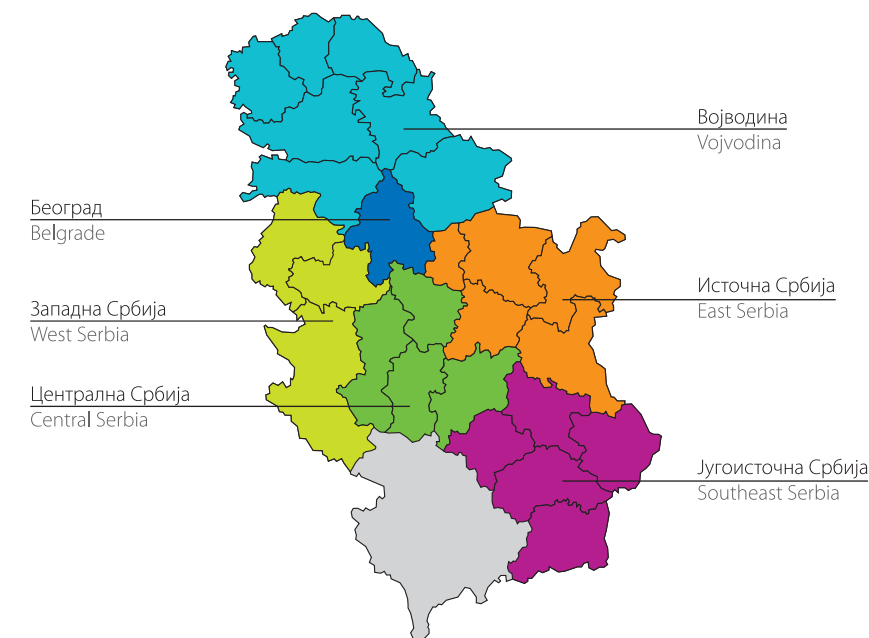 Војводина
Vojvodina
Београд
Belgrade
Источна Србија
East Serbia
Западна Србија
West Serbia
Централна Србија
Central Serbia
Југоисточна Србија
Southeast Serbia